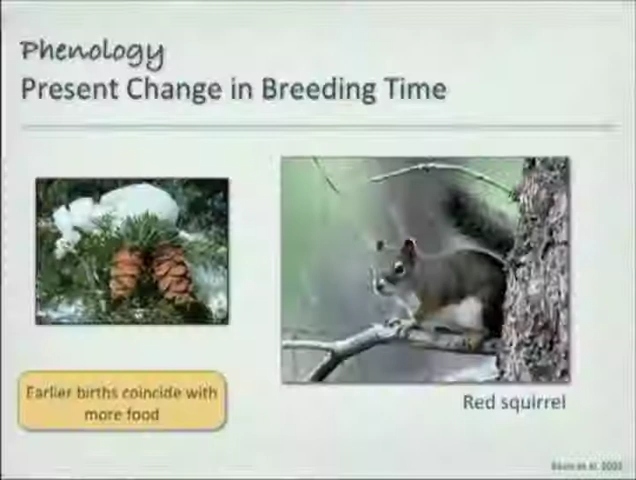 Phenology
Present Change in Breeding Time
Earlier births coincide with
more food
Red squirrel